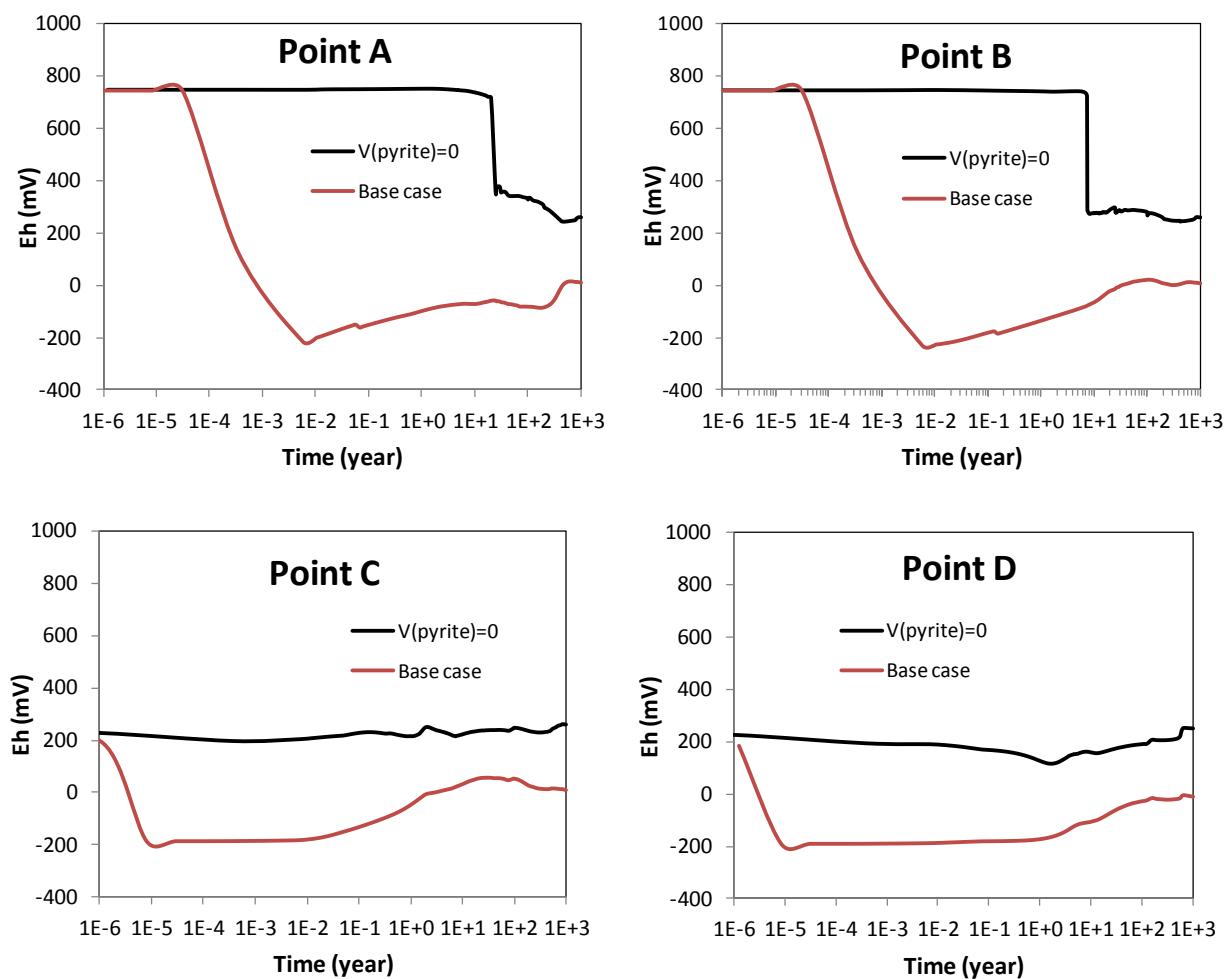 Point A
1000
800
600
400
200
0
-200
-400
Eh (mV)
V(pyrite)=0
Base case
1E-6 1E-5 1E-4 1E-3 1E-2 1E-1 1E+0 1E+1 1E+2 1E+3
Time (year)
Point B
1000
800
600
400
200
0
-200
-400
Eh (mV)
V(pyrite)=0
Base case
1E-6 1E-5 1E-4 1E-3 1E-2 1E-1 1E+0 1E+1 1E+2 1E+3
Time (year)
Point C
1000
800
600
400
200
0
-200
-400
Eh (mV)
V(pyrite)=0
Base case
1E-6 1E-5 1E-4 1E-3 1E-2 1E-1 1E+0 1E+1 1E+2 1E+3
Time (year)
Point D
1000
800
600
400
200
0
-200
-400
Eh (mV)
V(pyrite)=0
Base case
1E-6 1E-5 1E-4 1E-3 1E-2 1E-1 1E+0 1E+1 1E+2 1E+3
Time (year)